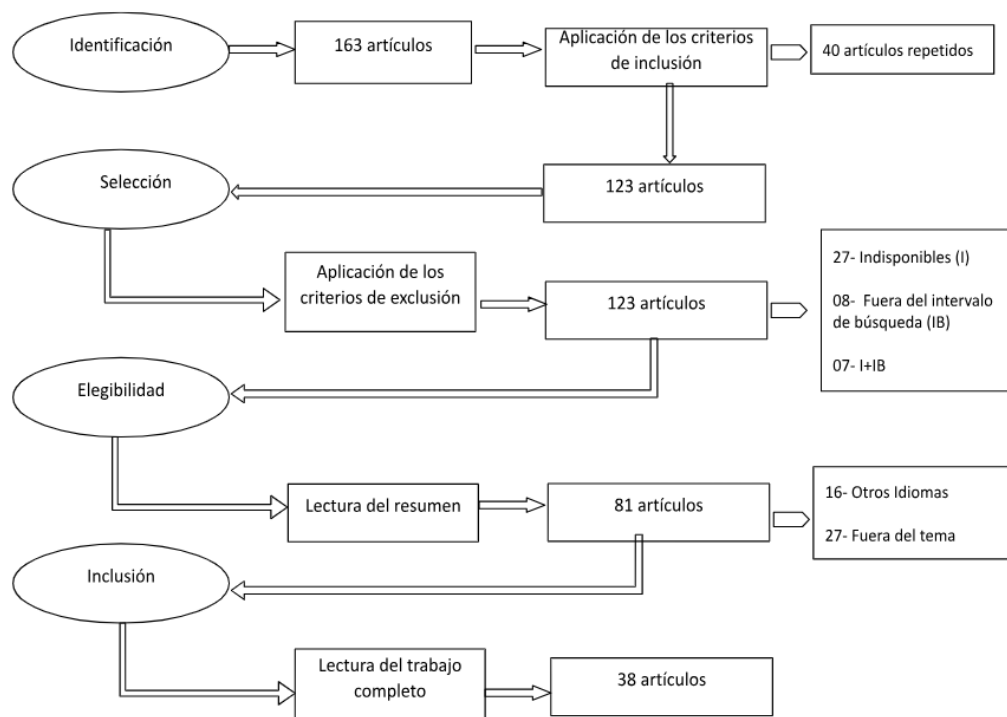 Identificación
163 artículos
Aplicación de los criterios
de inclusión
40 artículos repetidos
Selección
123 artículos
Aplicación de los
criterios de exclusión
123 artículos
27- Indisponibles (I)
08- Fuera del intervalo
de búsqueda (IB)
07- I+IB
Elegibilidad
Lectura del resumen
81 artículos
16- Otros Idiomas
27- Fuera del tema
Inclusión
Lectura del trabajo
completo
38 artículos